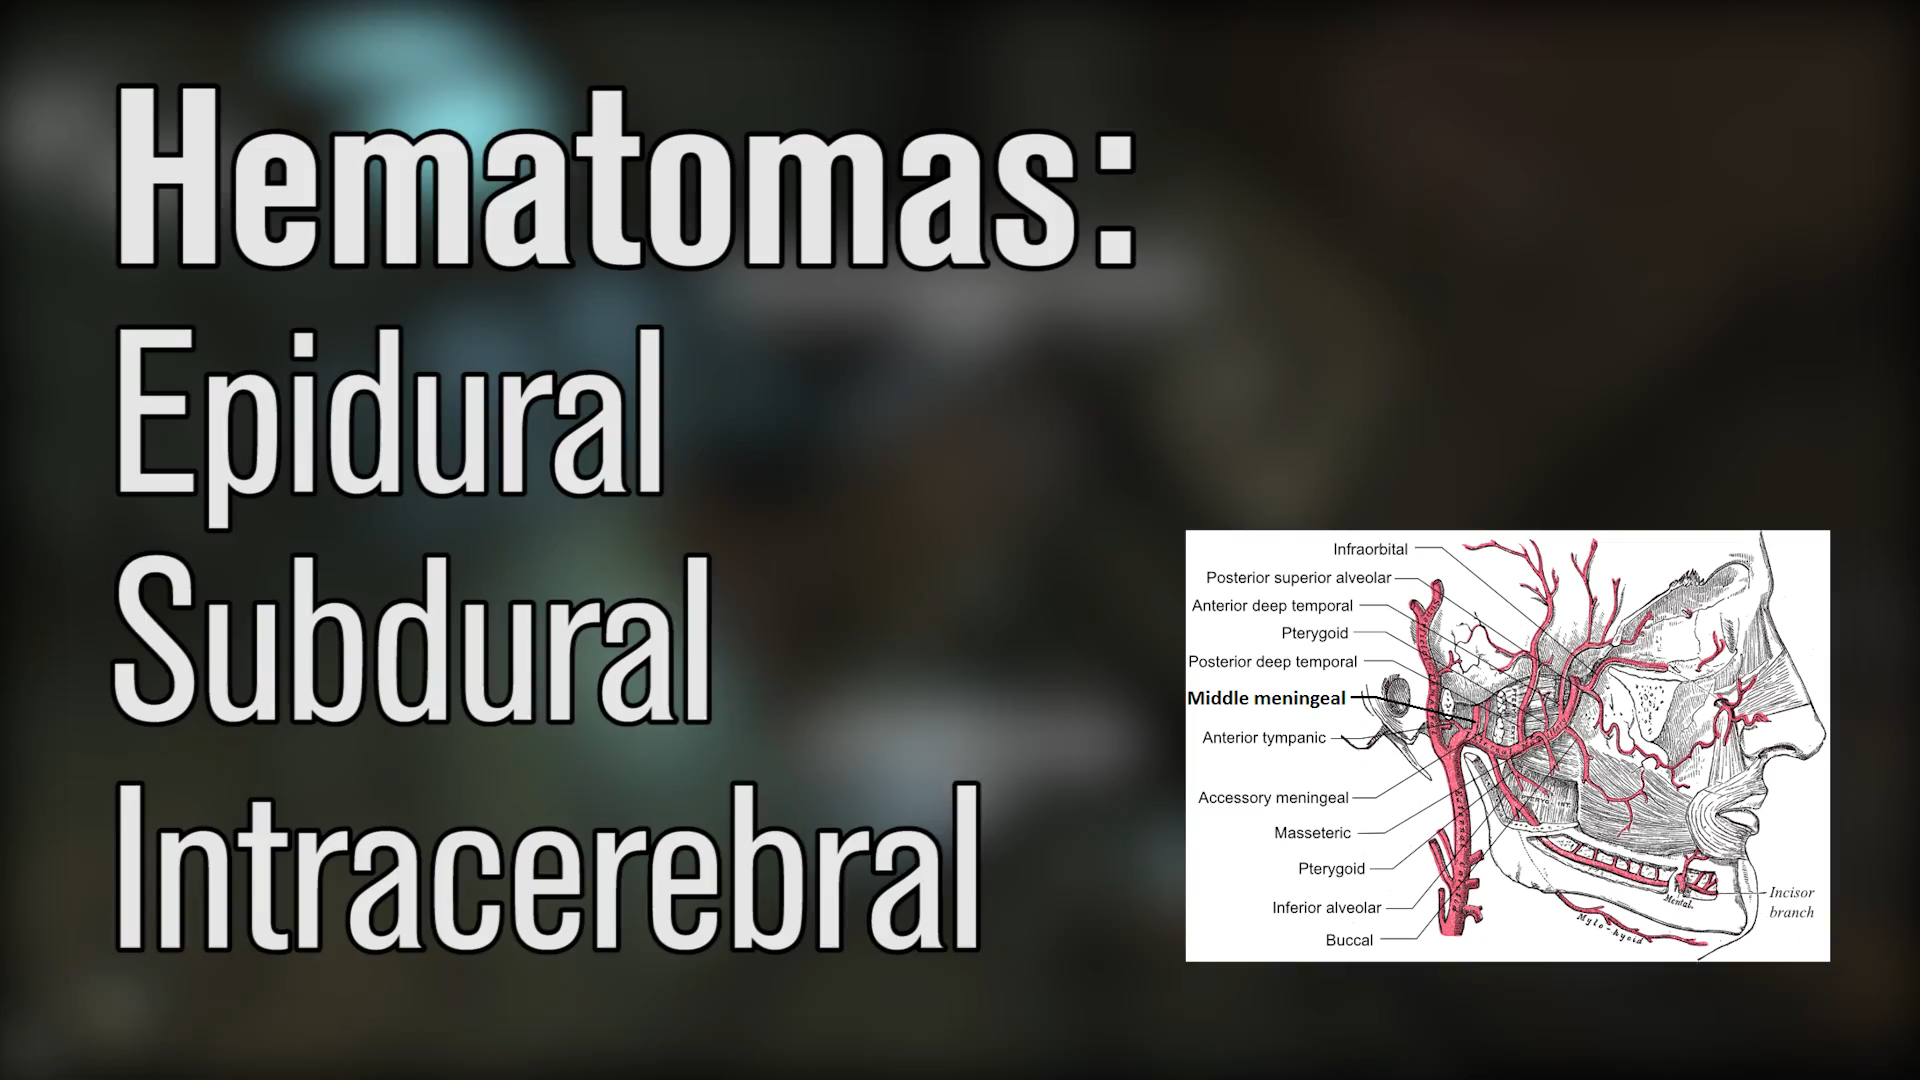 Hematomas:
Epidural
Subdural
Intracerebral
Infraorbital
Posterior superior alveolar
Anterior deep temporal
Pterygoid
Posterior deep temporal
Middle meningeal
Anterior tympanic
Accessory meningeal
Masseteric
Pterygoid
Inferior alveolar
Buccal
Incisor
branch
Mental.
Mylo-hyoid